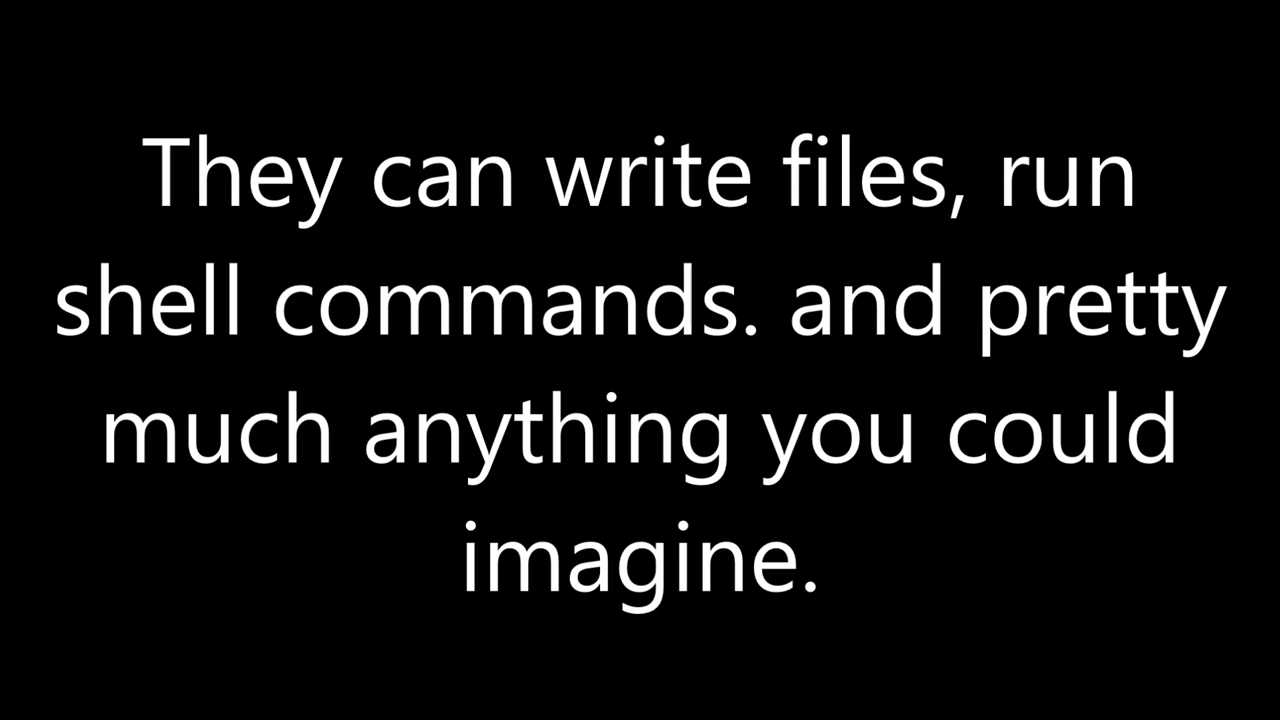 They can write files, run
shell commands. and pretty
much anything you could
imagine.